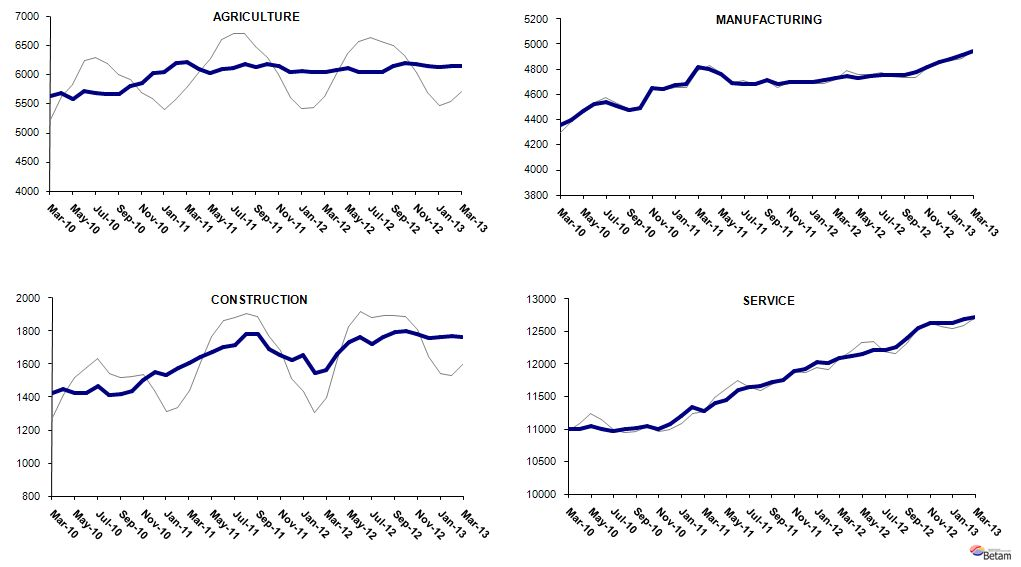 AGRICULTURE
7000
6500
6000
5500
5000
4500
4000
Mar-10
May-10
Jul-10
Sep-10
Nov-10
Jan-11
Mar-11
May-11
Jul-11
Sep-11
Nov-11
Jan-12
Mar-12
May-12
Jul-12
Sep-12
Nov-12
Jan-13
Mar-13
MANUFACTURING
5200
5000
4800
4600
4400
4200
4000
3800
Mar-10
May-10
Jul-10
Sep-10
Nov-10
Jan-11
Mar-11
May-11
Jul-11
Sep-11
Nov-11
Jan-12
Mar-12
May-12
Jul-12
Sep-12
Nov-12
Jan-13
Mar-13
CONSTRUCTION
2000
1800
1600
1400
1200
1000
800
Mar-10
May-10
Jul-10
Sep-10
Nov-10
Jan-11
Mar-11
May-11
Jul-11
Sep-11
Nov-11
Jan-12
Mar-12
May-12
Jul-12
Sep-12
Nov-12
Jan-13
Mar-13
SERVICE
13000
12500
12000
11500
11000
10500
10000
Mar-10
May-10
Jul-10
Sep-10
Nov-10
Jan-11
Mar-11
May-11
Jul-11
Sep-11
Nov-11
Jan-12
Mar-12
May-12
Jul-12
Sep-12
Nov-12
Jan-13
Mar-13
Betam